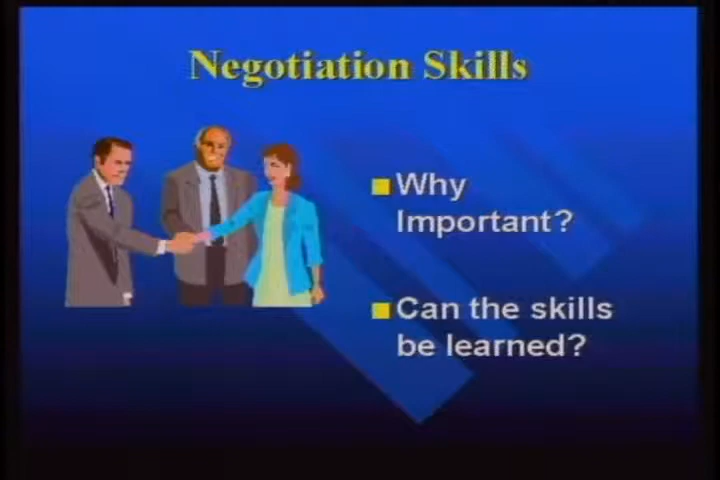 Negotiation Skills
Why
Important?
Can the skills
be learned?